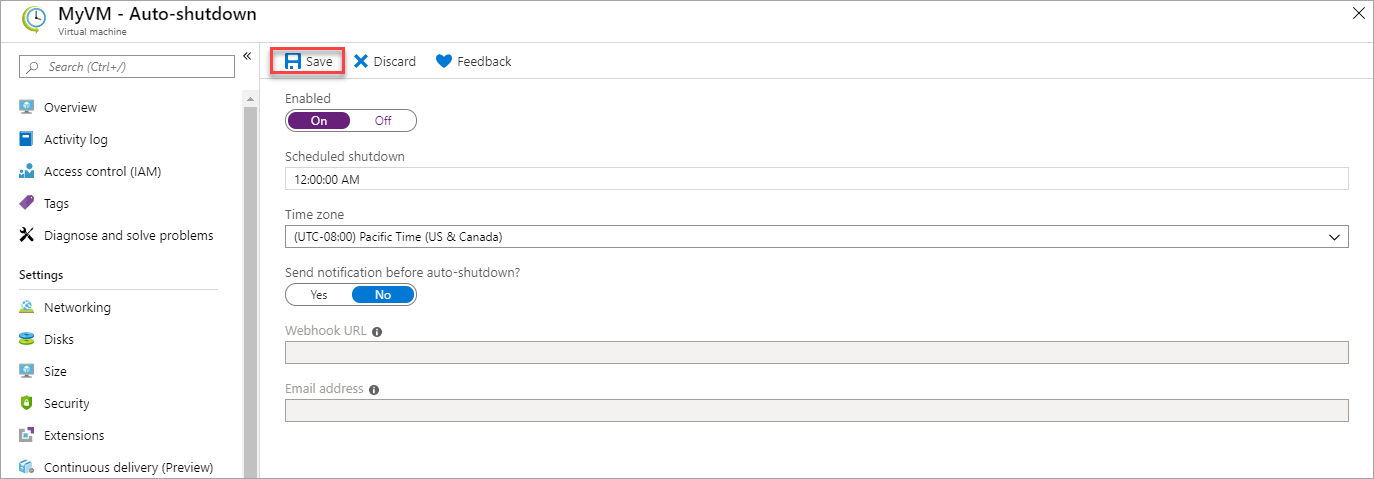 MyVM - Auto-shutdown
Virtual machine
Search (Ctrl+/)
«
Overview
Activity log
Access control (IAM)
Tags
Diagnose and solve problems
Settings
Networking
Disks
Size
Security
Extensions
Continuous delivery (Preview)
Save Discard Feedback
Enabled
On Off
Scheduled shutdown
12:00:00 AM
Time zone
(UTC-08:00) Pacific Time (US & Canada)
Send notification before auto-shutdown?
Yes No
Webhook URL
Email address